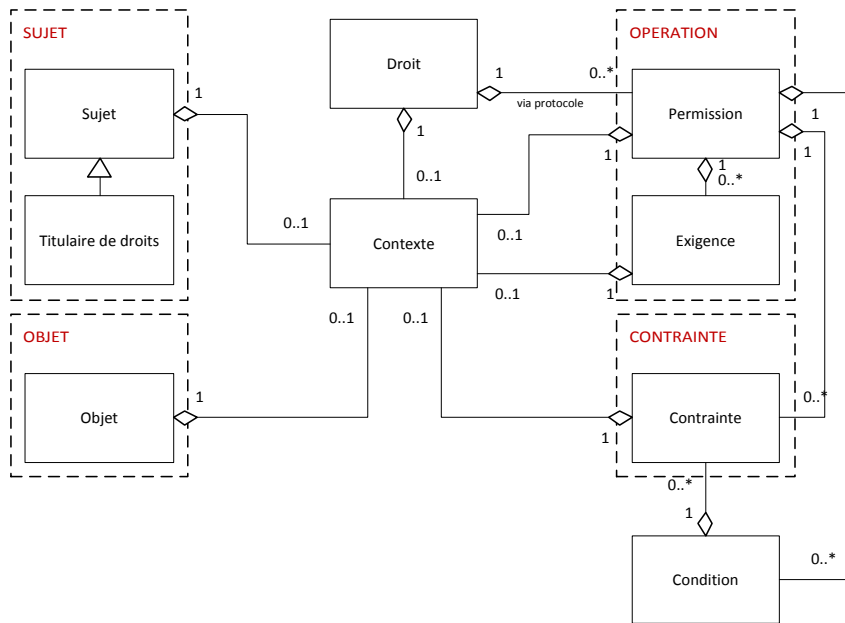 SUJET
OPERATION
Droit
1
0..*
via protocole
Sujet
1
Permission
1
1
1
1
1
0..*
0..1
Titulaire de droits
0..1
Contexte
0..1
Exigence
0..1
1
0..1
0..1
OBJET
CONTRAINTE
Objet
1
Contrainte
0..*
1
0..*
1
Condition
0..*